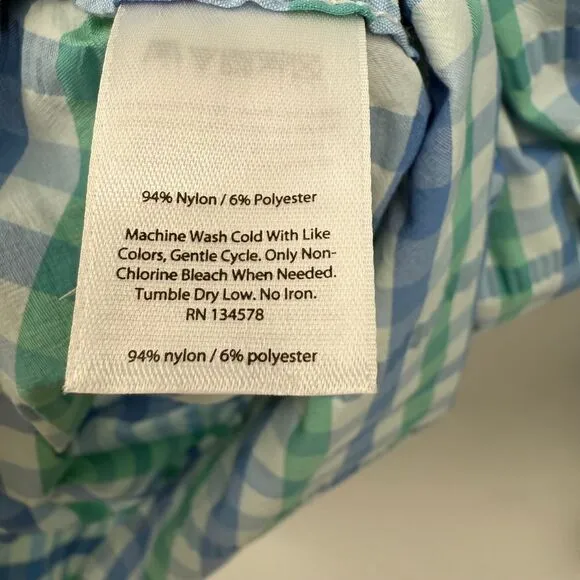 94% Nylon / 6% Polyester
Machine Wash Cold With Like
Colors, Gentle Cycle. Only Non-
Chlorine Bleach When Needed.
Tumble Dry Low. No Iron.
RN 134578
94% nylon / 6% polyester